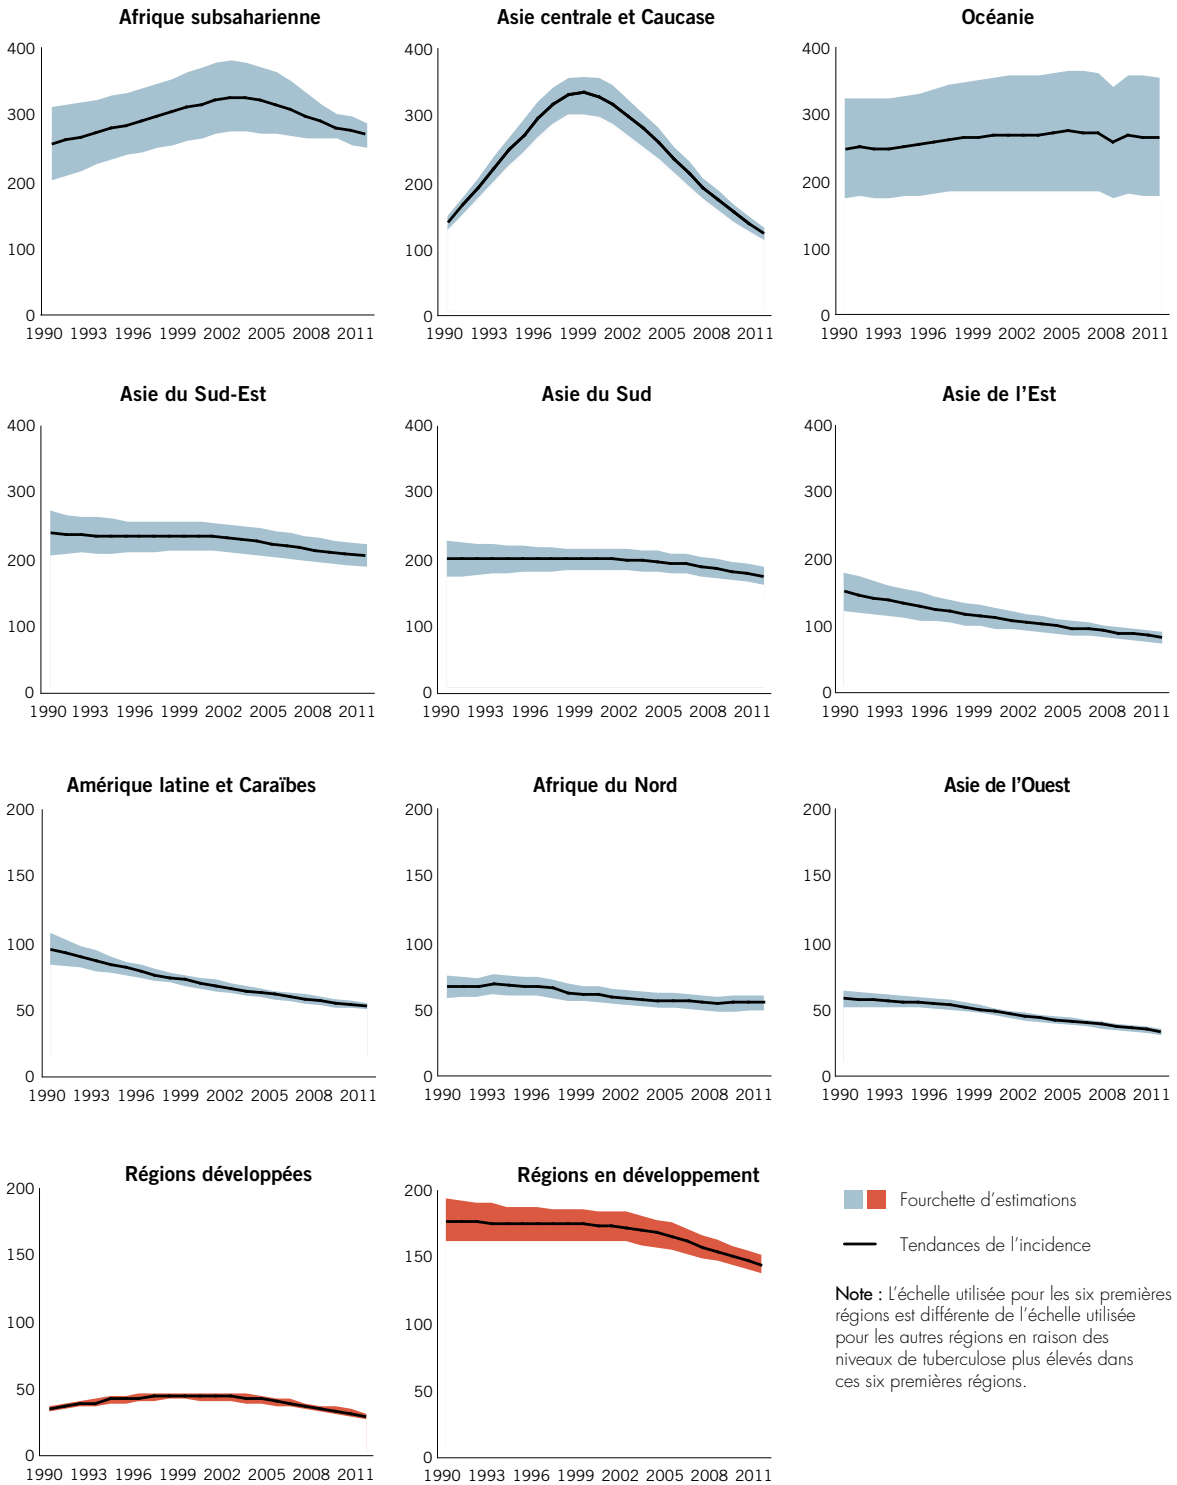 Afrique subsaharienne
400
300
200
100
0
1990 1993 1996 1999 2002 2005 2008 2011
Asie centrale et Caucase
400
300
200
100
0
1990 1993 1996 1999 2002 2005 2008 2011
Océanie
400
300
200
100
0
1990 1993 1996 1999 2002 2005 2008 2011
Asie du Sud-Est
400
300
200
100
0
1990 1993 1996 1999 2002 2005 2008 2011
Asie du Sud
400
300
200
100
0
1990 1993 1996 1999 2002 2005 2008 2011
Asie de l'Est
400
300
200
100
0
1990 1993 1996 1999 2002 2005 2008 2011
Amérique latine et Caraïbes
200
150
100
50
0
1990 1993 1996 1999 2002 2005 2008 2011
Afrique du Nord
200
150
100
50
0
1990 1993 1996 1999 2002 2005 2008 2011
Asie de l'Ouest
200
150
100
50
0
1990 1993 1996 1999 2002 2005 2008 2011
Régions développées
200
150
100
50
0
1990 1993 1996 1999 2002 2005 2008 2011
Régions en développement
200
150
100
50
0
1990 1993 1996 1999 2002 2005 2008 2011
Fourchette d'estimations
Tendances de l'incidence
Note : L'échelle utilisée pour les six premières
régions est différente de l'échelle utilisée
pour les autres régions en raison des
niveaux de tuberculose plus élevés dans
ces six premières régions.